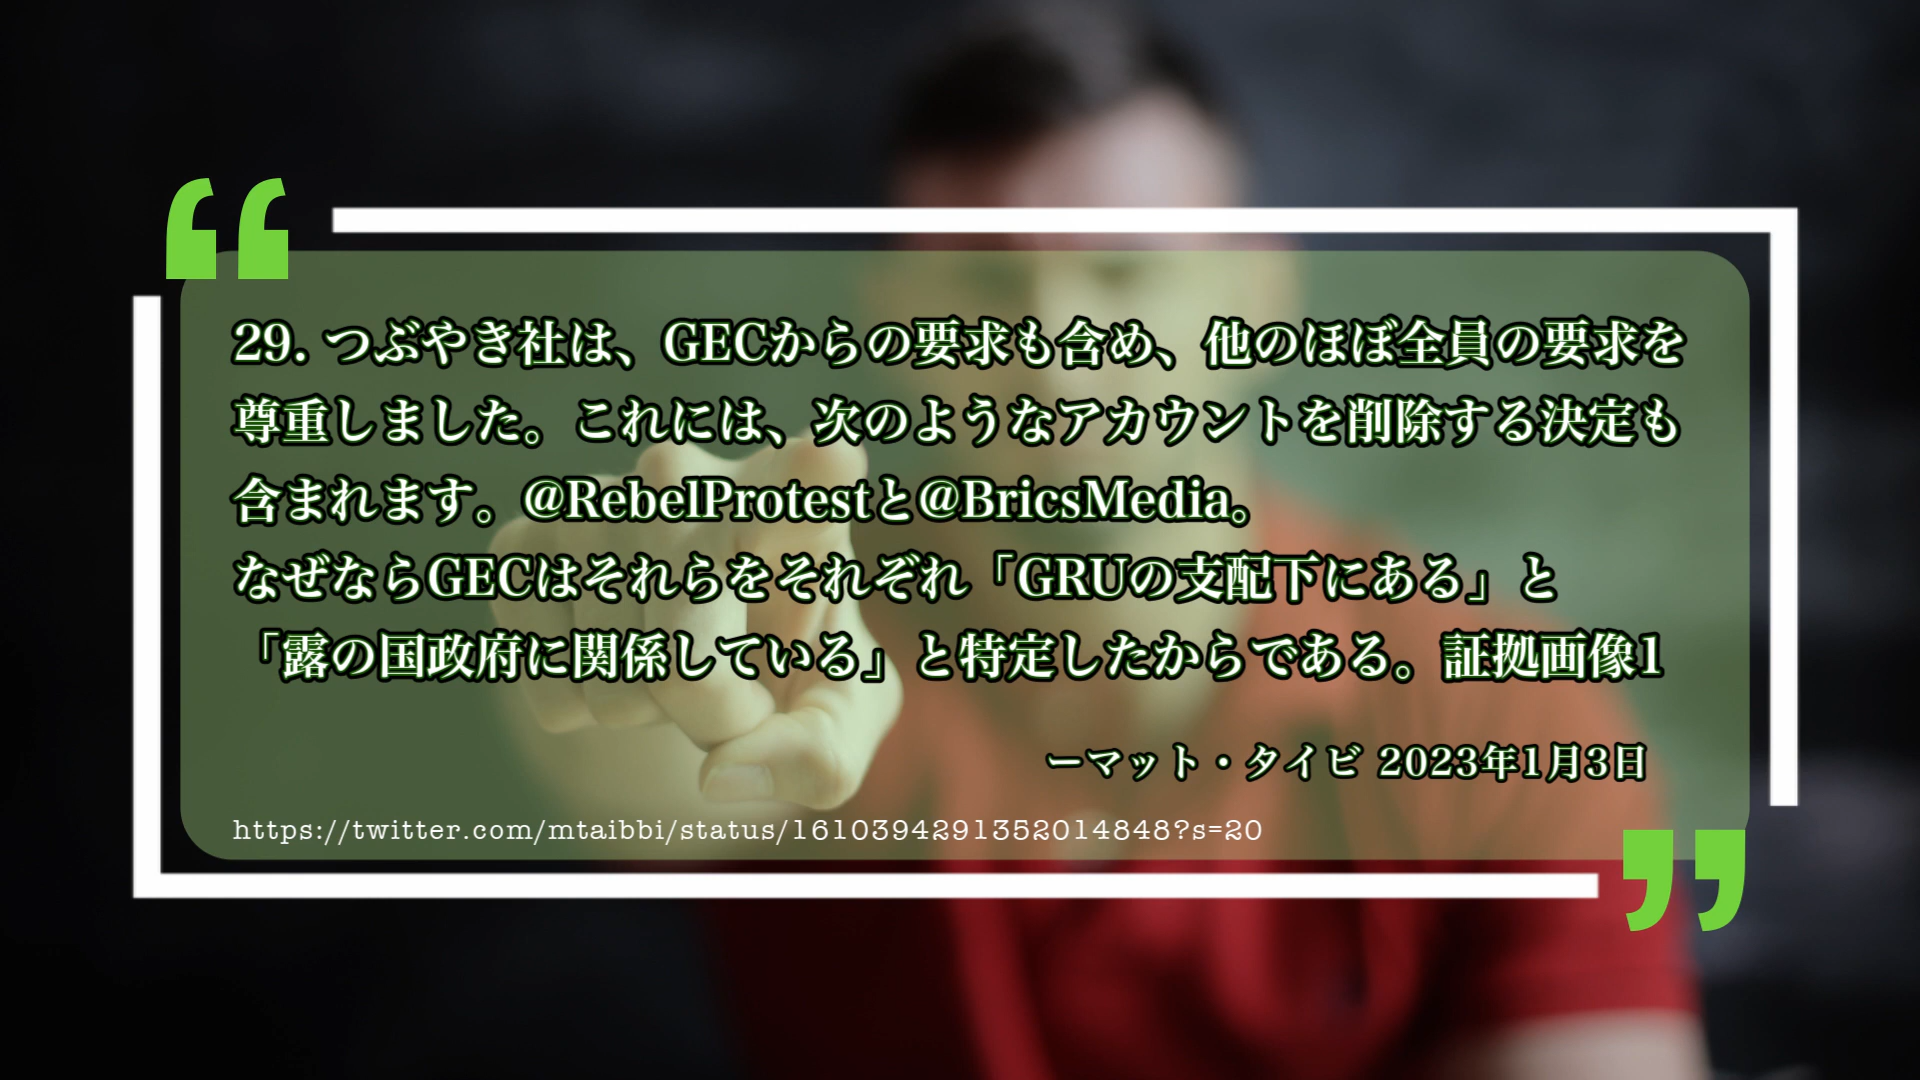 29. つぶやき社は、GECからの要求も含め、他のほぼ全員の要求を
尊重しました。これには、次のようなアカウントを削除する決定も
含まれます。@RebelProtestと@BricsMedia。
なぜならGECはそれらをそれぞれ「GRUの支配下にある」と
「露の国政府に関係している」と特定したからである。証拠画像1
ーマット・タイビ 2023年1月3日
https://twitter.com/mtaibbi/status/1610394291352014848?s=20